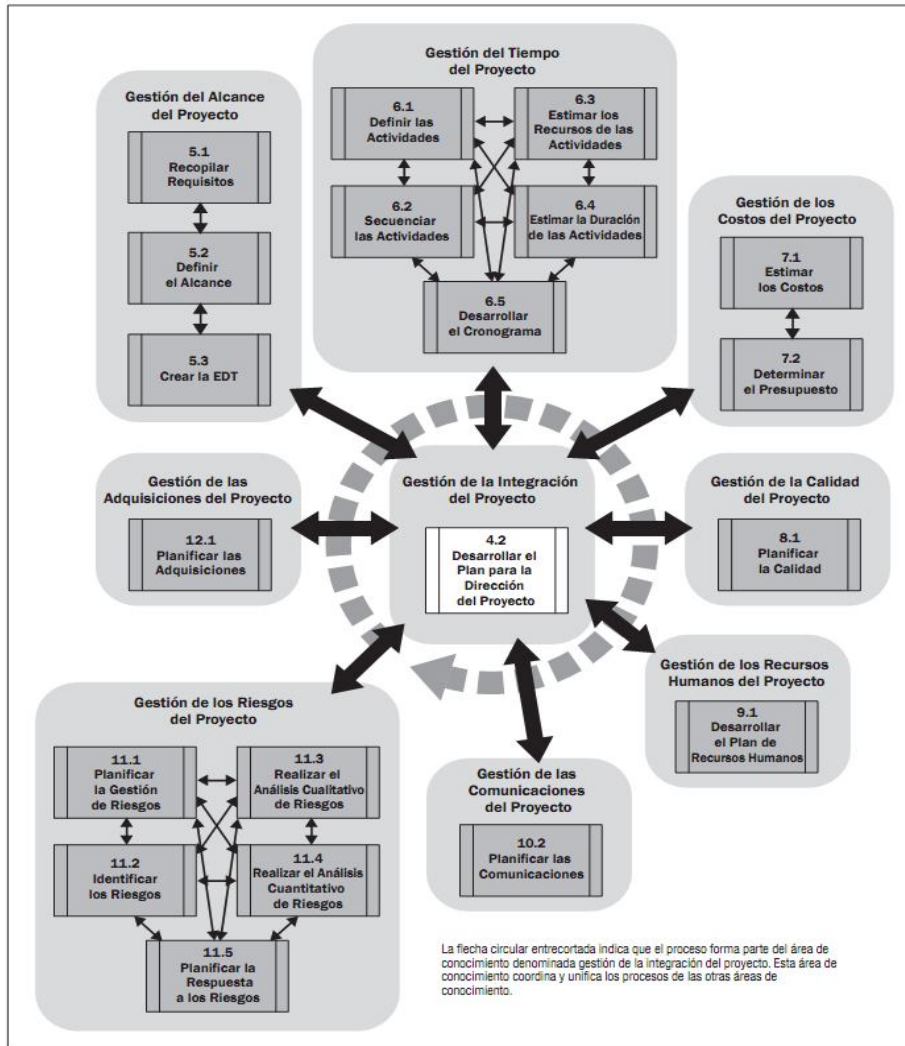 Gestión del Alcance
del Proyecto
5.1
Recopilar
Requisitos
5.2
Definir
el Alcance
5.3
Crear la EDT
Gestión del Tiempo
del Proyecto
6.1
Definir las
Actividades
6.3
Estimar los
Recursos de las
Actividades
6.2
Secuenciar
las Actividades
6.4
Estimar la Duración
de las Actividades
6.5
Desarrollar
el Cronograma
Gestión de los
Costos del Proyecto
7.1
Estimar
los Costos
7.2
Determinar
el Presupuesto
Gestión de las
Adquisiciones del Proyecto
12.1
Planificar las
Adquisiciones
Gestión de la Integración
del Proyecto
4.2
Desarrollar el
Plan para la
Dirección
del Proyecto
Gestión de la Calidad
del Proyecto
8.1
Planificar
la Calidad
Gestión de los Recursos
Humanos del Proyecto
9.1
Desarrollar
el Plan de
Recursos Humanos
Gestión de los Riesgos
del Proyecto
11.1
Planificar
la Gestión
de Riesgos
11.3
Realizar el
Análisis Cualitativo
de Riesgos
11.2
Identificar
los Riesgos
11.4
Realizar el Análisis
Cuantitativo
de Riesgos
11.5
Planificar la
Respuesta
a los Riesgos
Gestión de las
Comunicaciones
del Proyecto
10.2
Planificar las
Comunicaciones
La flecha circular entrecortada indica que el proceso forma parte del área de
conocimiento denominada gestión de la integración del proyecto. Esta área de
conocimiento coordina y unifica los procesos de las otras áreas de
conocimiento.